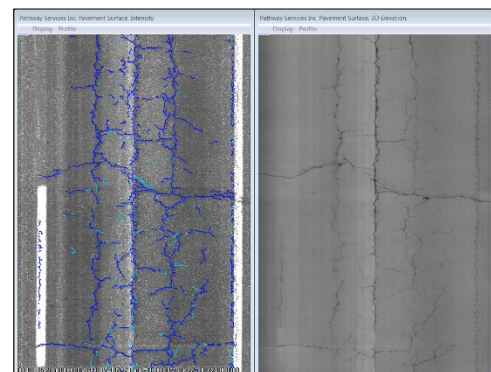 Pathway Services Inc. Pavement Surface. Intensity
Display Profile
Pathway Services Inc. Pavement Surface. 3D Elevation
Display Profile